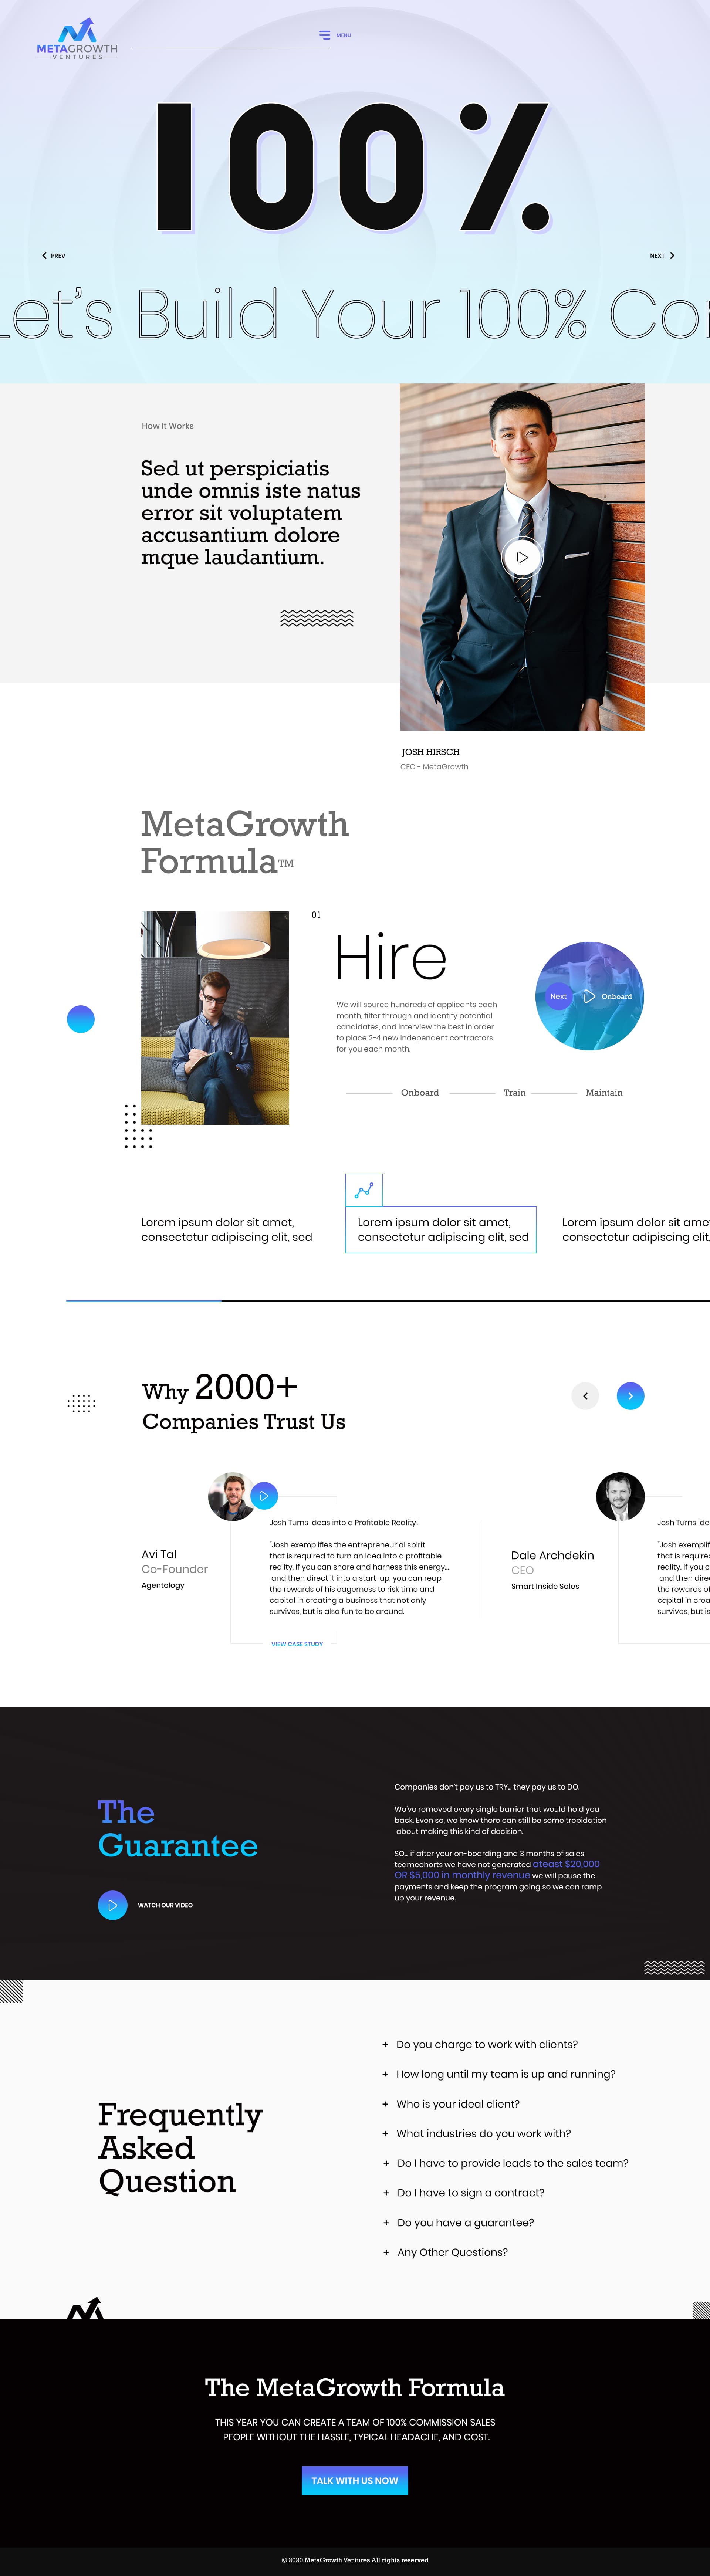 METAGROWTH
VENTURES
MENU
100%
PREV
NEXT
Let's Build Your 100% Co
How It Works
Sed ut perspiciatis
unde omnis iste natus
error sit voluptatem
accusantium dolore
mque laudantium.
JOSH HIRSCH
CEO - MetaGrowth
MetaGrowth
Formula™
01
Hire
We will source hundreds of applicants each
month, filter through and identify the best in order
candidates, and interview the best in order
to place 2-4 new independent contractors
for you each month.
Next
Onboard
Onboard
Train
Maintain
Lorem ipsum dolor sit amet,
consectetur adipiscing elit, sed
Lorem ipsum dolor sit amet,
consectetur adipiscing elit, sed
Lorem ipsum dolor sit ame
consectetur adipiscing elit,
Why 2000+
Companies Trust Us
Avi Tal
Co-Founder
Agentology
Josh Turns Ideas into a Profitable Reality!
"Josh exemplifies the entrepreneurial spirit
that is required to turn an idea into a profitable
reality. If you can share and harness this energy...
and then direct it into a start-up, you can reap
the rewards of his eagerness to risk time and
capital in creating a business that not only
survives, but is also fun to be around.
VIEW CASE STUDY
Dale Archdekin
CEO
Smart Inside Sales
Josh Turns Ide
"Josh exemplif
that is require
reality. If you c
and then direc
the rewards of
capital in crea
survives, but is
The
Guarantee
WATCH OUR VIDEO
Companies don't pay us to TRY... they pay us to DO.
We've removed every single barrier that would hold you
back. Even so, we know there can still be some trepidation
about making this kind of decision.
SO... if after your on-boarding and 3 months of sales
teamcohorts we have not generated ateast $20,000
OR $5,000 in monthly revenue we will pause the
payments and keep the program going so we can ramp
up your revenue.
Frequently
Asked
Question
+ Do you charge to work with clients?
+ How long until my team is up and running?
+ Who is your ideal client?
+ What industries do you work with?
+ Do I have to provide leads to the sales team?
+ Do I have to sign a contract?
+ Do you have a guarantee?
+ Any Other Questions?
The MetaGrowth Formula
THIS YEAR YOU CAN CREATE A TEAM OF 100% COMMISSION SALES
PEOPLE WITHOUT THE HASSLE, TYPICAL HEADACHE, AND COST.
TALK WITH US NOW
© 2020 MetaGrowth Ventures All rights reserved